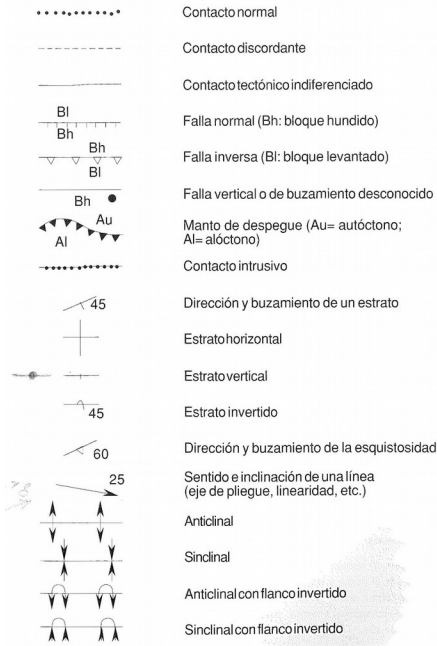 Contacto normal
Contacto discordante
Contacto tectónico indiferenciado
Bl
Bh
Falla normal (Bh: bloque hundido)
Bh
Bl
Falla inversa (Bl: bloque levantado)
Bh
Falla vertical o de buzamiento desconocido
Au
Al
Manto de despegue (Au= autóctono;
Al= alóctono)
Contacto intrusivo
45
Dirección y buzamiento de un estrato
Estrato horizontal
Estrato vertical
45
Estrato invertido
60
Dirección y buzamiento de la esquistosidad
25
Sentido e inclinación de una línea
(eje de pliegue, linearidad, etc.)
Anticlinal
Sinclinal
Anticlinal con flanco invertido
Sinclinal con flanco invertido